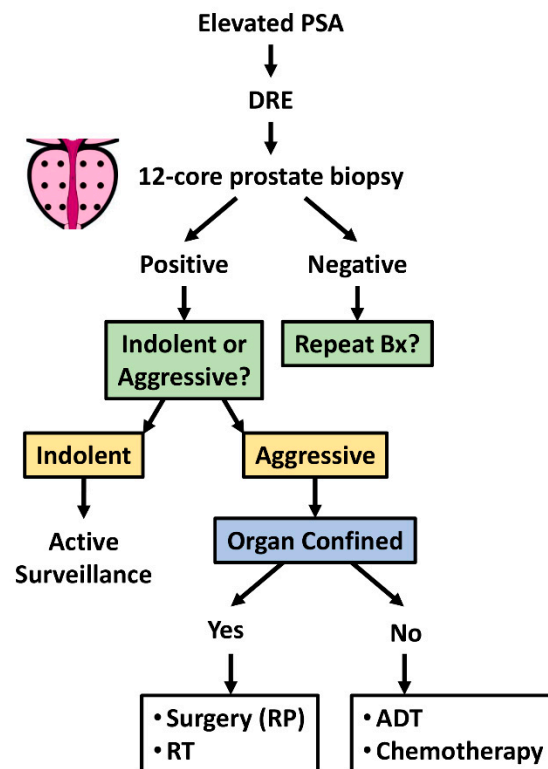 Elevated PSA
DRE
12-core prostate biopsy
Positive
Negative
Indolent or
Aggressive?
Repeat Bx?
Indolent
Aggressive
Active
Surveillance
Organ Confined
Yes
No
• Surgery (RP)
• RT
• ADT
• Chemotherapy